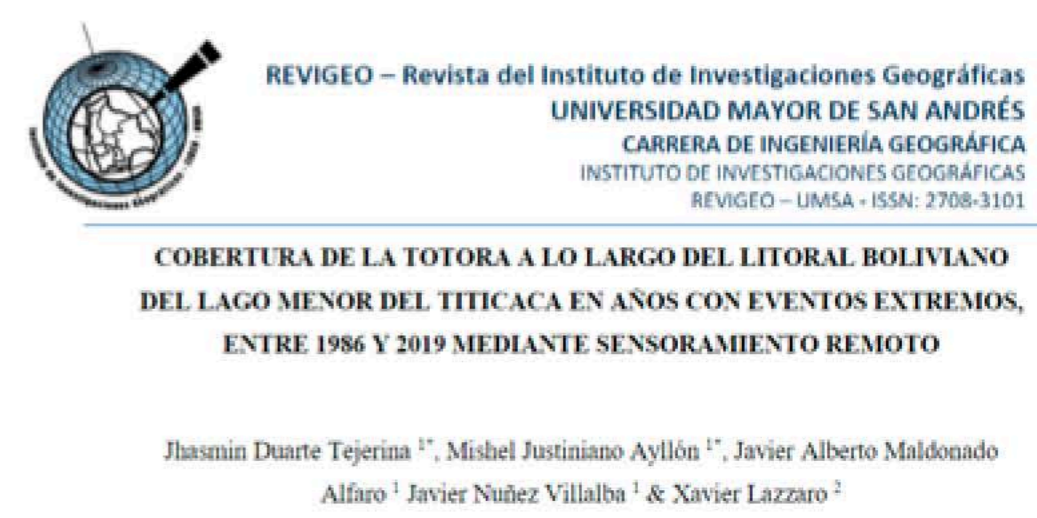 REVIGEO – Revista del Instituto de Investigaciones Geográficas
UNIVERSIDAD MAYOR DE SAN ANDRÉS
CARRERA DE INGENIERÍA GEOGRÁFICA
INSTITUTO DE INVESTIGACIONES GEOGRÁFICAS
REVIGEO – UMSA - ISSN: 2708-3101
COBERTURA DE LA TOTORA A LO LARGO DEL LITORAL BOLIVIANO
DEL LAGO MENOR DEL TITICACA EN AÑOS CON EVENTOS EXTREMOS,
ENTRE 1986 Y 2019 MEDIANTE SENSORAMIENTO REMOTO
Jhasmin Duarte Tejerina ¹*, Mishel Justiniano Ayllón ¹*, Javier Alberto Maldonado
Alfaro ¹ Javier Nuñez Villalba ¹ & Xavier Lazzaro ²